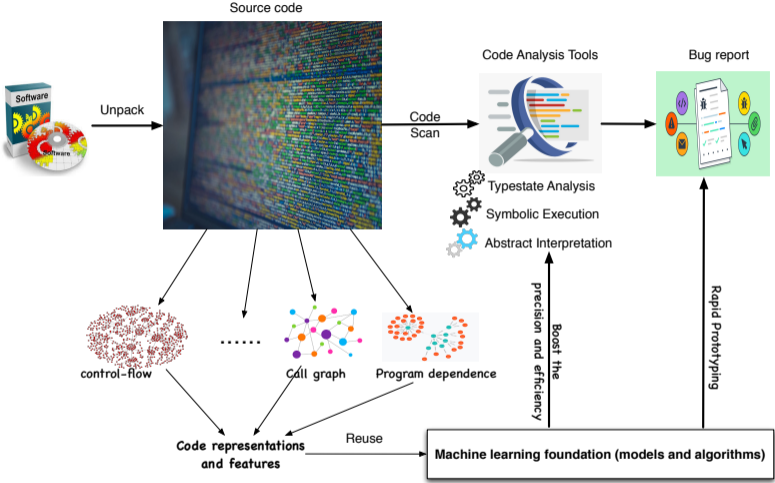 Source code
Code Analysis Tools
Bug report
Software
Software
Unpack
Code
Scan
Typestate Analysis
Symbolic Execution
Abstract Interpretation
Boost the
precision and efficiency
Rapid Prototyping
......
control-flow
Call graph
Program dependence
Code representations
and features
Reuse
Machine learning foundation (models and algorithms)